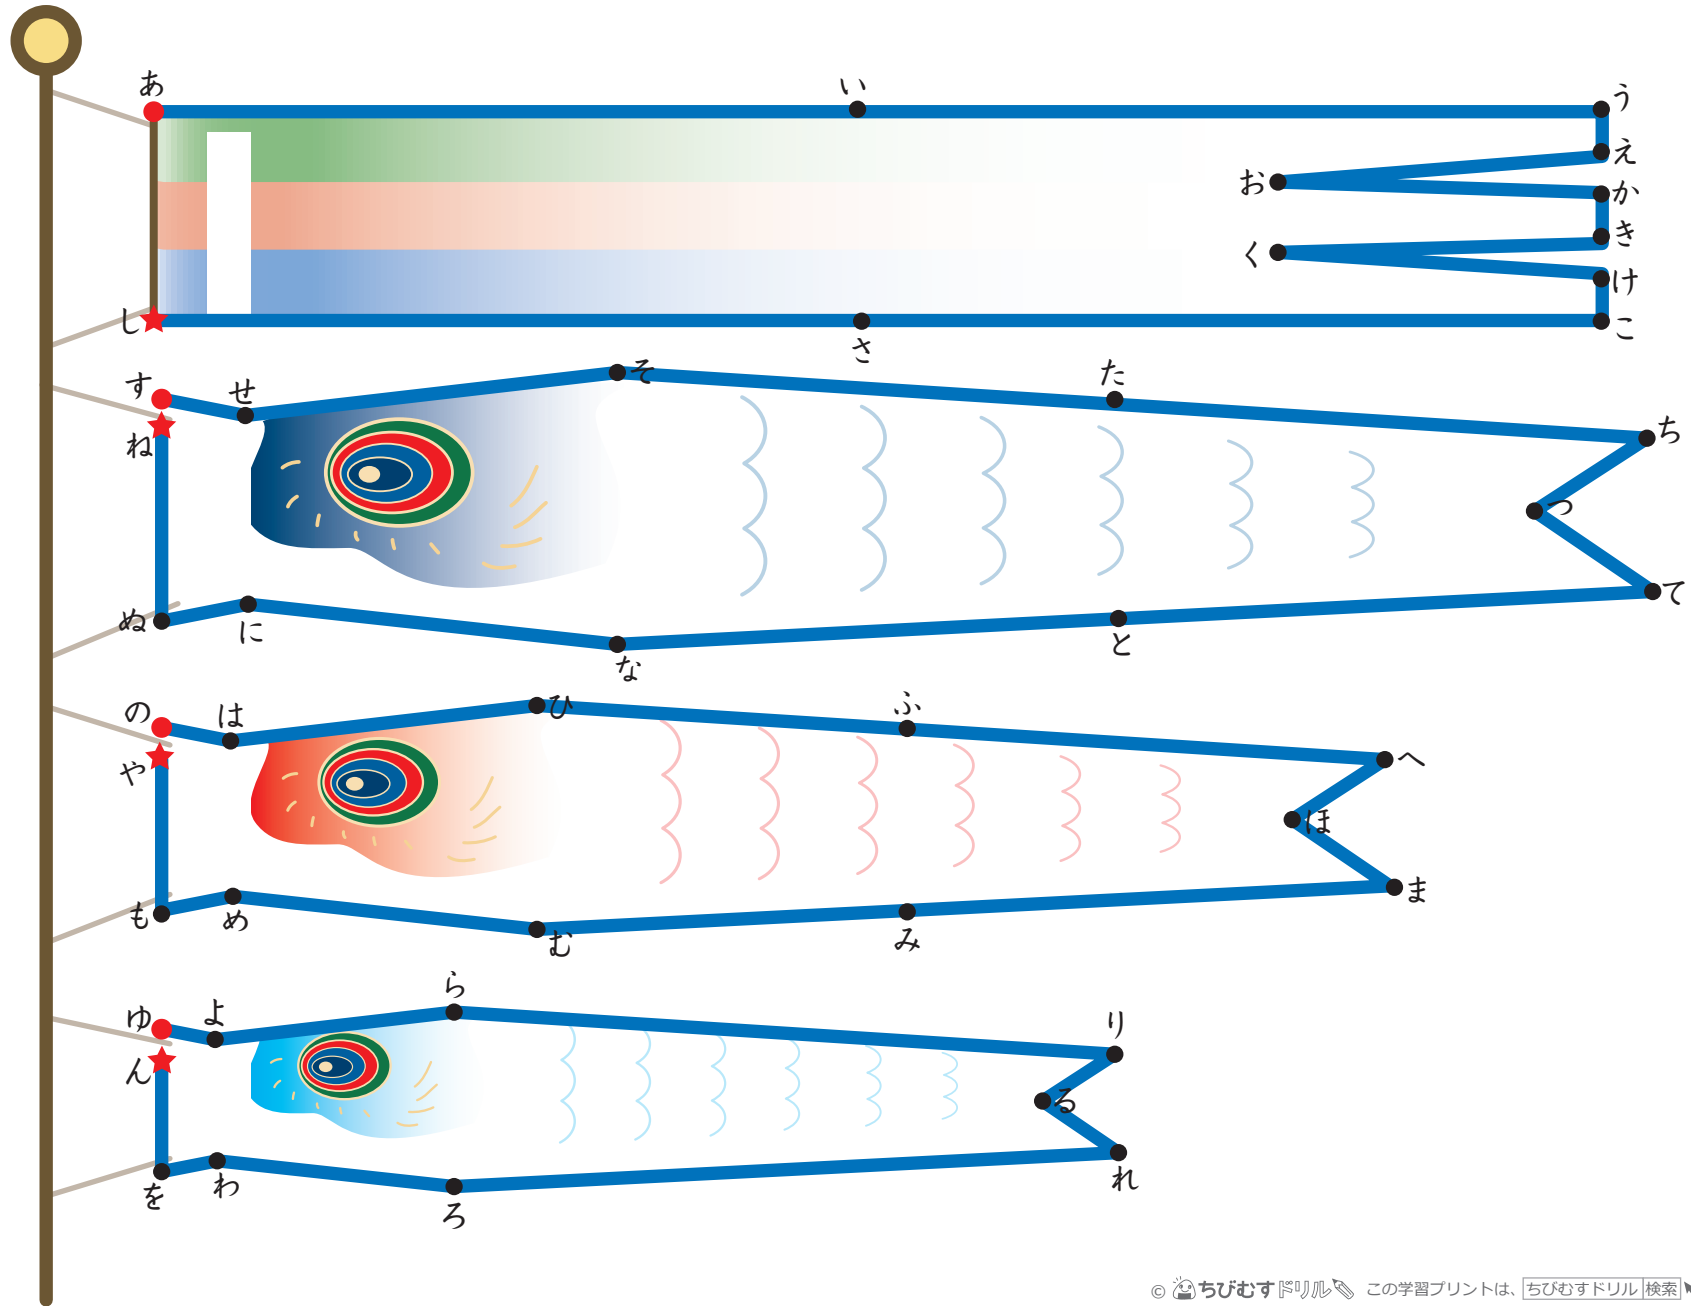 あ
い
う
え
お
か
き
く
け
こ
さ
し
す
せ
そ
た
ち
つ
て
と
な
に
ぬ
ね
の
は
ひ
ふ
へ
ほ
ま
み
む
め
も
や
ゆ
よ
ら
り
る
れ
ろ
わ
を
ん
© ちびむすドリル この学習プリントは、 ちびむすドリル 検索